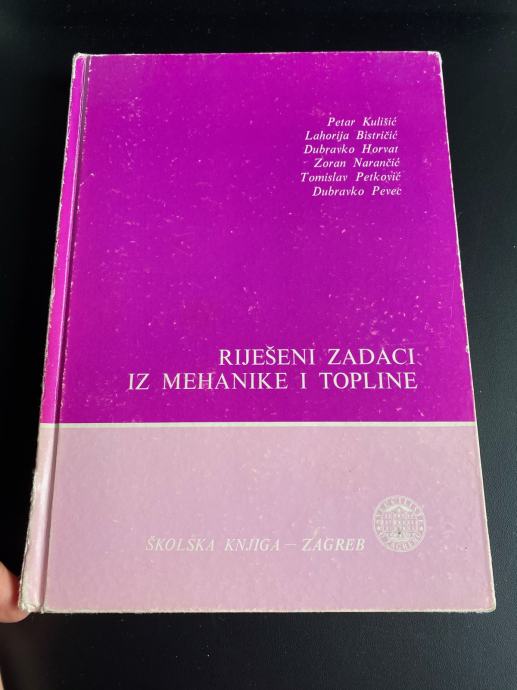 Petar Kulišić
Lahorija Bistričić
Dubravko Horvat
Zoran Narančić
Tomislav Petković
Dubravko Pevec
RIJEŠENI ZADACI
IZ MEHANIKE I TOPLINE
ŠKOLSKA KNJIGA — ZAGREB